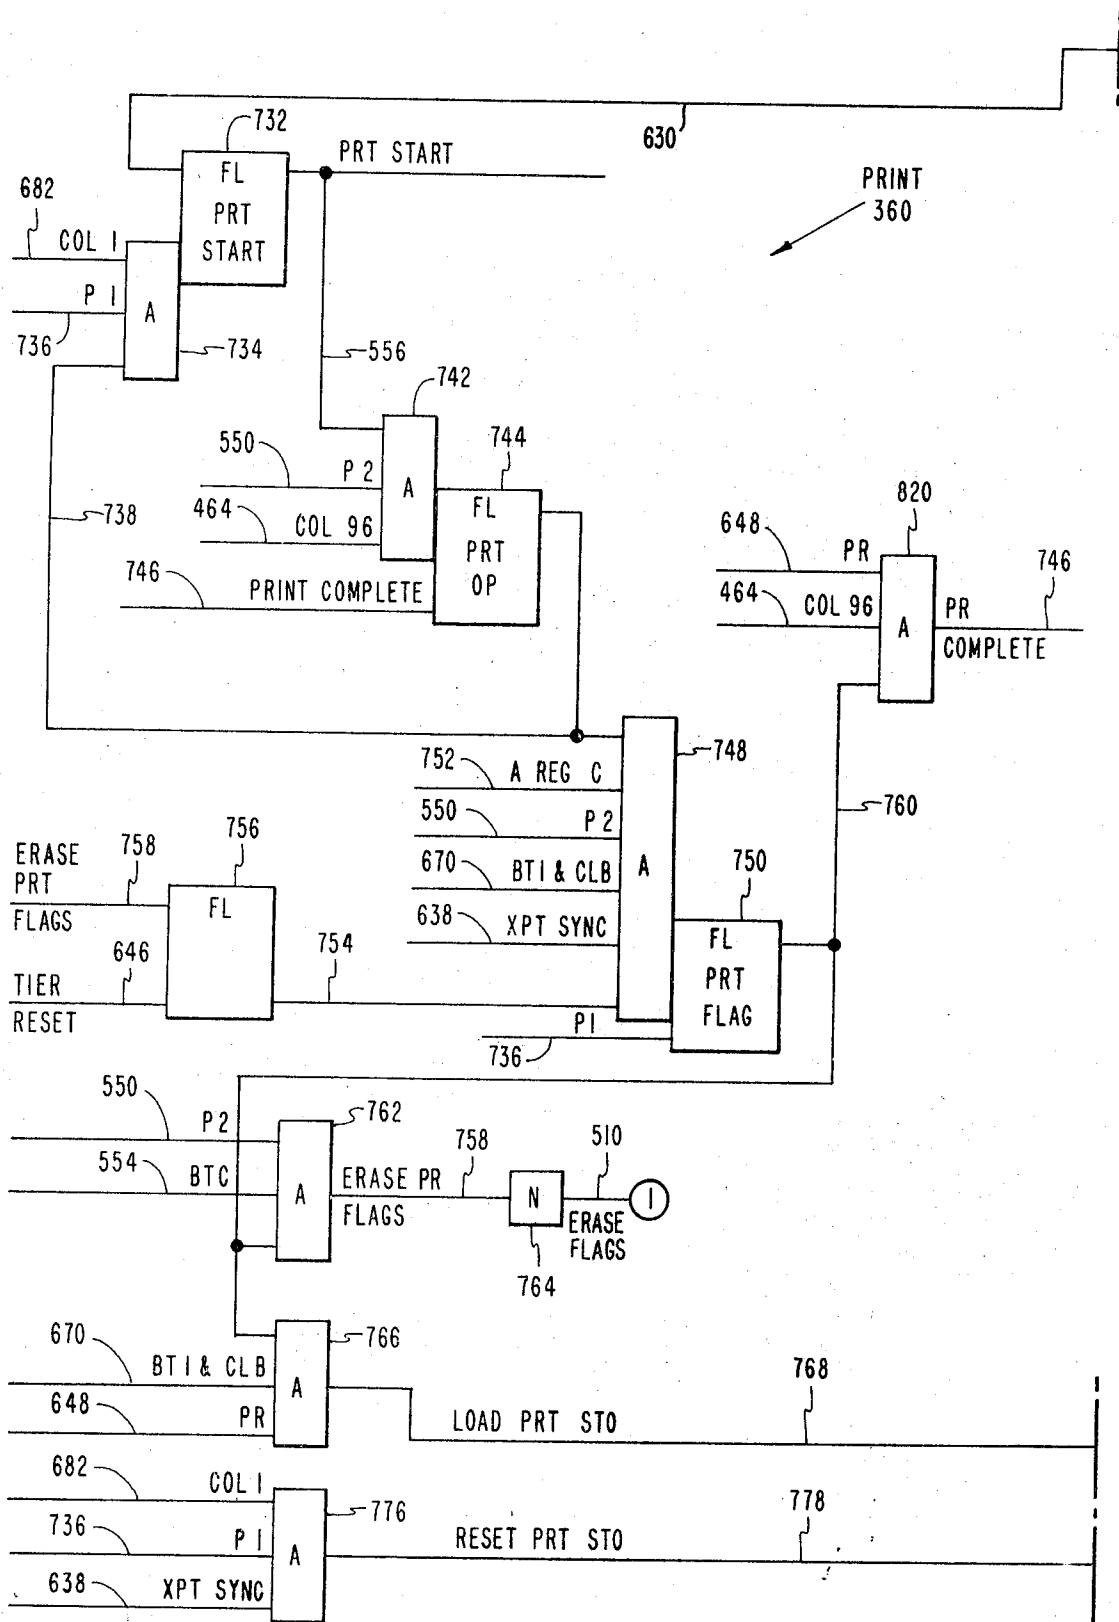 732
630
FL
PRT
START
PRT START
PRINT
360
682
COL 1
P 1
736
A
734
556
742
550
P 2
744
464
COL 96
A
FL
PRT
OP
738
746
PRINT COMPLETE
820
648
PR
464
COL 96
A
746
PR
COMPLETE
748
752
A REG C
550
P 2
760
670
BT1 & CLB
A
750
638
XPT SYNC
FL
PRT
FLAG
P1
736
ERASE
PRT
FLAGS
758
756
FL
646
TIER
RESET
754
550
P2
762
554
BTC
A
ERASE PR
FLAGS
758
N
764
510
ERASE
FLAGS
1
670
BT1 & CLB
766
648
PR
A
768
LOAD PRT STO
682
COL 1
776
736
P 1
A
778
RESET PRT STO
638
XPT SYNC